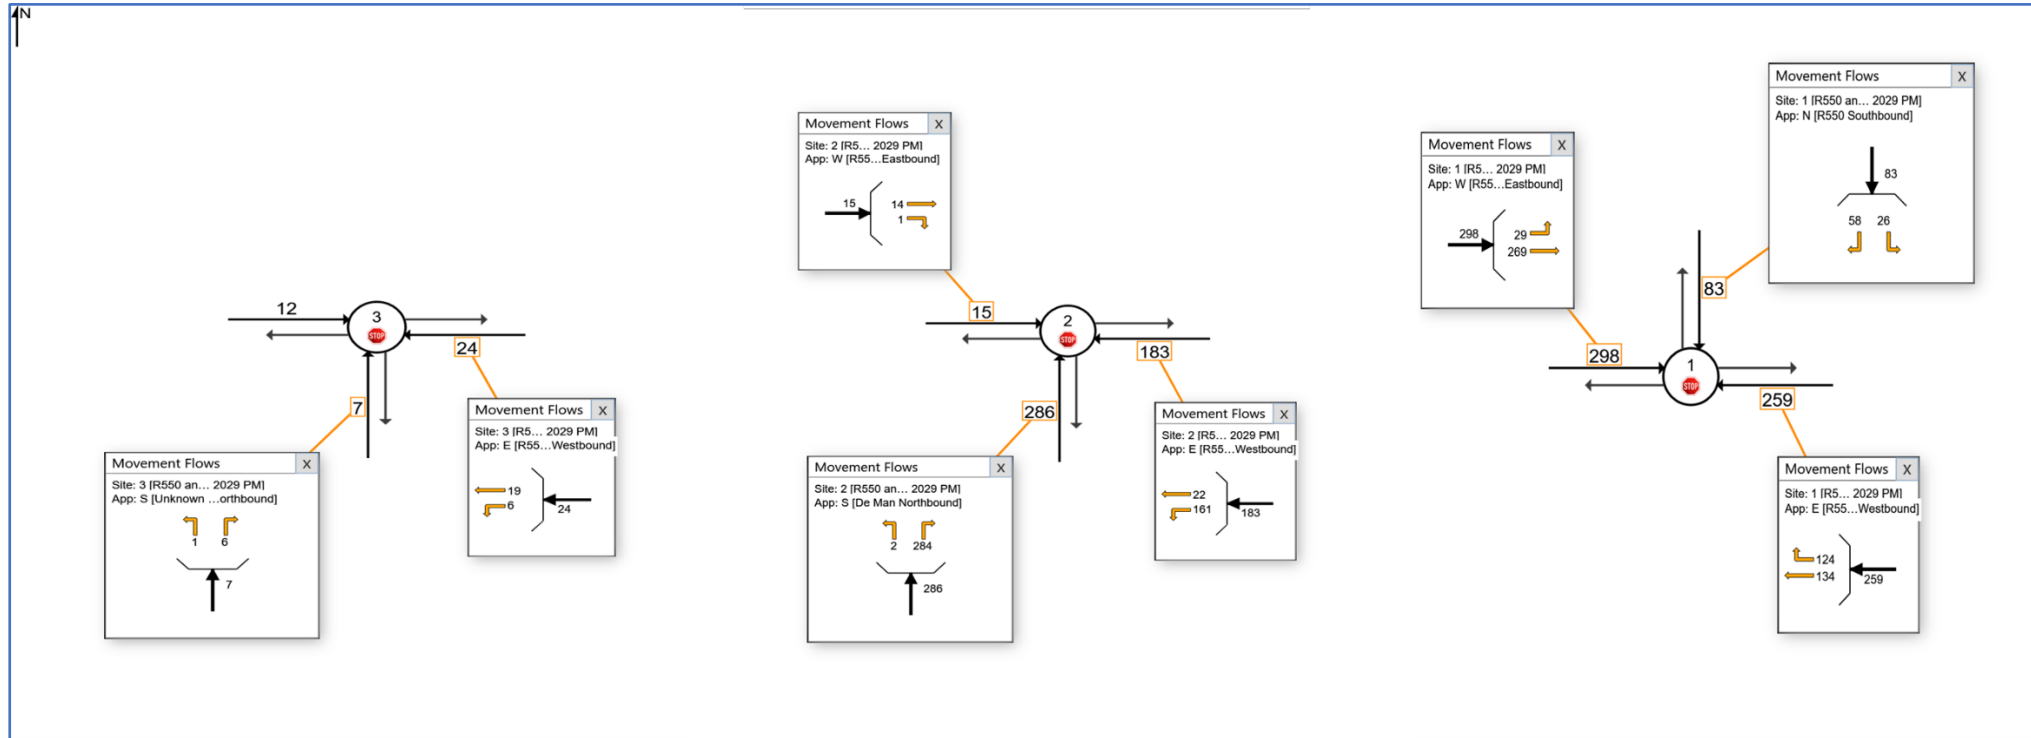 N
12
3
STOP
24
7
Movement Flows X
Site: 3 [R550 an... 2029 PM]
App: S [Unknown ...orthbound]
1 6
7
Movement Flows X
Site: 3 [R5... 2029 PM]
App: E [R55...Westbound]
19
6
24
Movement Flows X
Site: 2 [R5... 2029 PM]
App: W [R55...Eastbound]
15
14
1
15
2
STOP
183
286
Movement Flows X
Site: 2 [R550 an... 2029 PM]
App: S [De Man Northbound]
2 284
286
Movement Flows X
Site: 2 [R5... 2029 PM]
App: E [R55...Westbound]
22
161
183
Movement Flows X
Site: 1 [R5... 2029 PM]
App: W [R55...Eastbound]
298
29
269
Movement Flows X
Site: 1 [R550 an... 2029 PM]
App: N [R550 Southbound]
83
58 26
83
298
1
STOP
259
Movement Flows X
Site: 1 [R5... 2029 PM]
App: E [R55...Westbound]
124
134
259